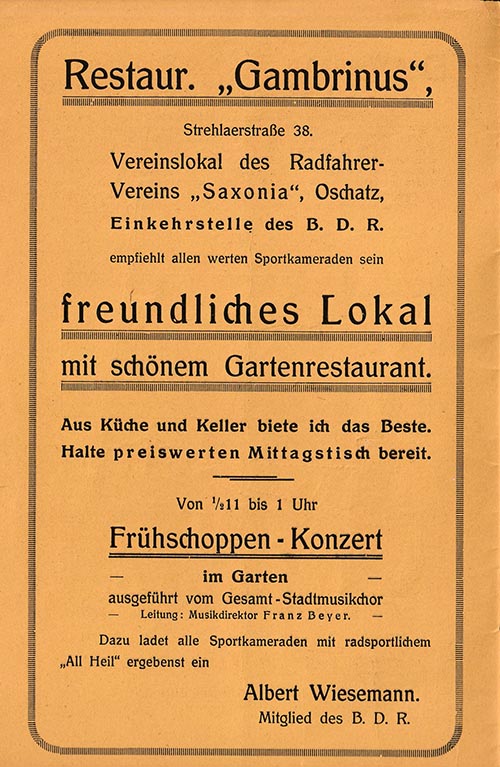 Restaur. „Gambrinus“,
Strehlaerstraße 38.
Vereinslokal des Radfahrer-
Vereins „Saxonia“, Oschatz,
Einkehrstelle des B. D. R.
empfiehlt allen werten Sportkameraden sein
freundliches Lokal
mit schönem Gartenrestaurant.
Aus Küche und Keller biete ich das Beste.
Halte preiswerten Mittagstisch bereit.
Von ½11 bis 1 Uhr
Frühschoppen - Konzert
— im Garten —
ausgeführt vom Gesamt-Stadtmusikchor
— Leitung: Musikdirektor Franz Beyer. —
Dazu ladet alle Sportkameraden mit radsportlichem
„All Heil“ ergebenst ein
Albert Wiesemann.
Mitglied des B. D. R.